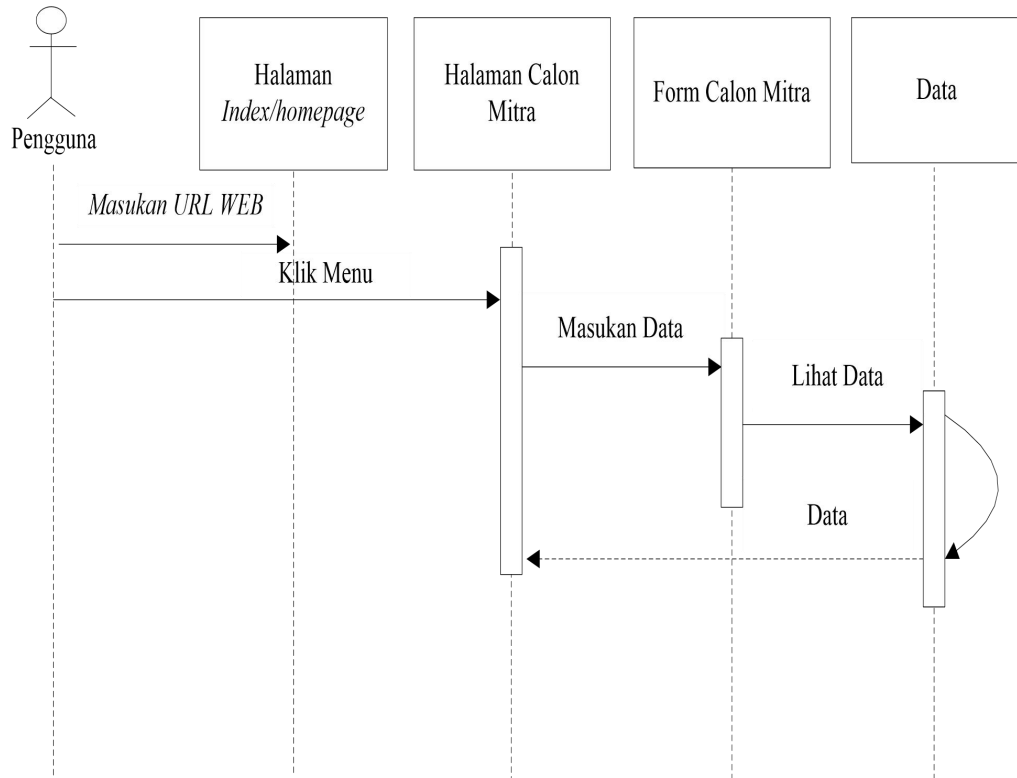 Pengguna
Halaman
Index/homepage
Halaman Calon
Mitra
Form Calon Mitra
Data
Masukan URL WEB
Klik Menu
Masukan Data
Lihat Data
Data